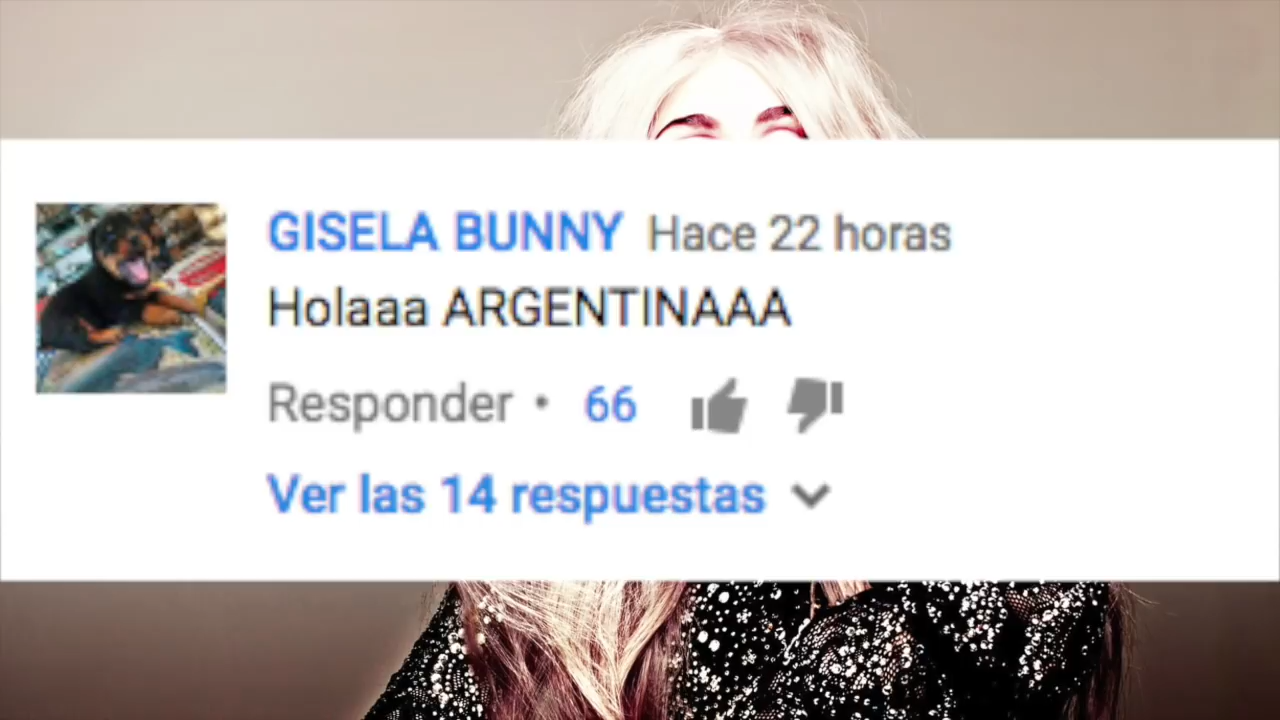 GISELA BUNNY Hace 22 horas
Holaaa ARGENTINAAA
Responder • 66
Ver las 14 respuestas